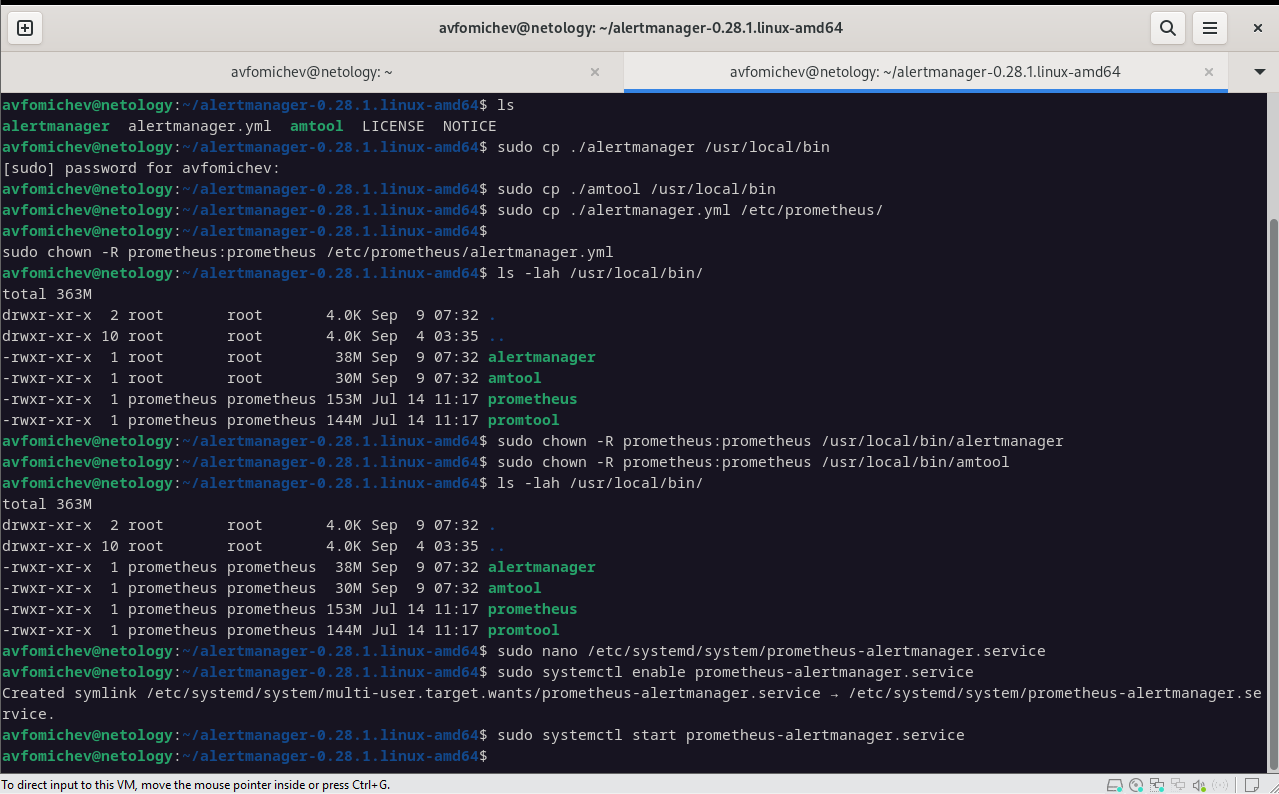 avfomichev@netology: ~/alertmanager-0.28.1.linux-amd64
avfomichev@netology: ~
avfomichev@netology: ~/alertmanager-0.28.1.linux-amd64
avfomichev@netology:~/alertmanager-0.28.1.linux-amd64$ ls
alertmanager  alertmanager.yml  amtool  LICENSE  NOTICE
avfomichev@netology:~/alertmanager-0.28.1.linux-amd64$ sudo cp ./alertmanager /usr/local/bin
[sudo] password for avfomichev:
avfomichev@netology:~/alertmanager-0.28.1.linux-amd64$ sudo cp ./amtool /usr/local/bin
avfomichev@netology:~/alertmanager-0.28.1.linux-amd64$ sudo cp ./alertmanager.yml /etc/prometheus/
avfomichev@netology:~/alertmanager-0.28.1.linux-amd64$
sudo chown -R prometheus:prometheus /etc/prometheus/alertmanager.yml
avfomichev@netology:~/alertmanager-0.28.1.linux-amd64$ ls -lah /usr/local/bin/
total 363M
drwxr-xr-x  2 root       root       4.0K Sep  9 07:32 .
drwxr-xr-x 10 root       root       4.0K Sep  4 03:35 ..
-rwxr-xr-x  1 root       root        38M Sep  9 07:32 alertmanager
-rwxr-xr-x  1 root       root        30M Sep  9 07:32 amtool
-rwxr-xr-x  1 prometheus prometheus 153M Jul 14 11:17 prometheus
-rwxr-xr-x  1 prometheus prometheus 144M Jul 14 11:17 promtool
avfomichev@netology:~/alertmanager-0.28.1.linux-amd64$ sudo chown -R prometheus:prometheus /usr/local/bin/alertmanager
avfomichev@netology:~/alertmanager-0.28.1.linux-amd64$ sudo chown -R prometheus:prometheus /usr/local/bin/amtool
avfomichev@netology:~/alertmanager-0.28.1.linux-amd64$ ls -lah /usr/local/bin/
total 363M
drwxr-xr-x  2 root       root       4.0K Sep  9 07:32 .
drwxr-xr-x 10 root       root       4.0K Sep  4 03:35 ..
-rwxr-xr-x  1 prometheus prometheus  38M Sep  9 07:32 alertmanager
-rwxr-xr-x  1 prometheus prometheus  30M Sep  9 07:32 amtool
-rwxr-xr-x  1 prometheus prometheus 153M Jul 14 11:17 prometheus
-rwxr-xr-x  1 prometheus prometheus 144M Jul 14 11:17 promtool
avfomichev@netology:~/alertmanager-0.28.1.linux-amd64$ sudo nano /etc/systemd/system/prometheus-alertmanager.service
avfomichev@netology:~/alertmanager-0.28.1.linux-amd64$ sudo systemctl enable prometheus-alertmanager.service
Created symlink /etc/systemd/system/multi-user.target.wants/prometheus-alertmanager.service → /etc/systemd/system/prometheus-alertmanager.se
rvice.
avfomichev@netology:~/alertmanager-0.28.1.linux-amd64$ sudo systemctl start prometheus-alertmanager.service
avfomichev@netology:~/alertmanager-0.28.1.linux-amd64$
To direct input to this VM, move the mouse pointer inside or press Ctrl+G.